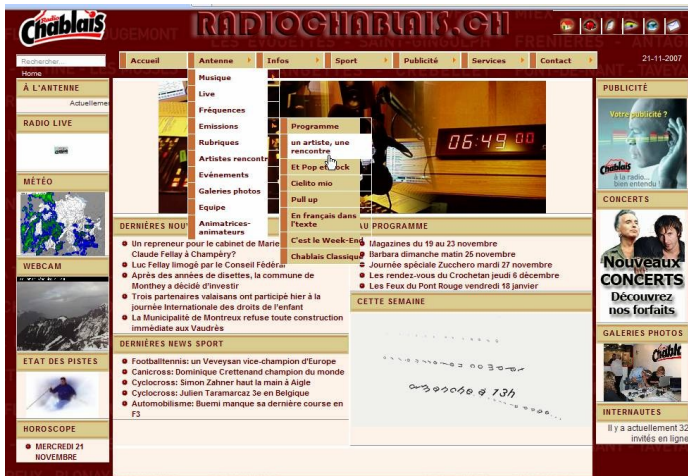 Radio
Chablais
RADIOCHABLAIS.CH
Rechercher...
Home
Accueil
Antenne
Infos
Sport
Publicité
Services
Contact
21-11-2007
À L'ANTENNE
Actuelleme
RADIO LIVE
MÉTÉO
WEBCAM
ETAT DES PISTES
HOROSCOPE
MERCREDI 21
NOVEMBRE
Musique
Live
Fréquences
Emissions
Rubriques
Artistes rencontr
Evénements
Galeries photos
Equipe
Animatrices-
animateurs
Programme
un artiste, une
rencontre
Et Pop et Rock
Cielito mio
Pull up
En français dans
l'texte
C'est le Week-End
Chablais Classique
06:49 00
DERNIÈRES NOU
Un repreneur pour le cabinet de Marie
Claude Fellay à Champéry?
Luc Fellay limogé par le Conseil Fédéral
Après des années de disettes, la commune de
Monthey a décidé d'investir
Trois partenaires valaisans ont participé hier à la
journée Internationale des droits de l'enfant
La Municipalité de Montreux refuse toute construction
immédiate aux Vaudrès
DERNIÈRES NEWS SPORT
Footballtennis: un Veveysan vice-champion d'Europe
Canicross: Dominique Crettenand champion du monde
Cyclocross: Simon Zahner haut la main à Aigle
Cyclocross: Julien Taramarcaz 3e en Belgique
Automobilisme: Buemi manque sa dernière course en
F3
AU PROGRAMME
Magazines du 19 au 23 novembre
Barbara dimanche matin 25 novembre
Journée spéciale Zucchero mardi 27 novembre
Les rendez-vous du Crochetan jeudi 6 décembre
Les Feux du Pont Rouge vendredi 18 janvier
CETTE SEMAINE
PUBLICITÉ
Votre publicité ?
Chablais
à la radio...
bien entendu !
CONCERTS
Nouveaux
CONCERTS
Découvrez
nos forfaits
GALERIES PHOTOS
INTERNAUTES
Il y a actuellement 32
invités en ligne